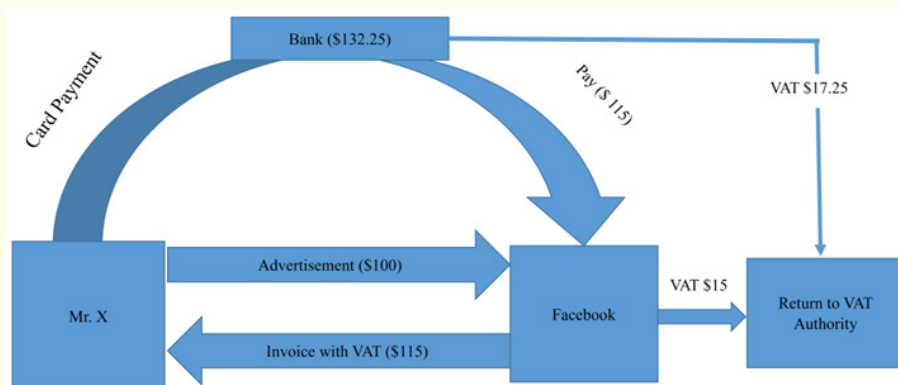 Bank ($132.25)
Card Payment
Pay ($ 115)
VAT $17.25
Advertisement ($100)
Mr. X
Facebook
VAT $15
Return to VAT
Authority
Invoice with VAT ($115)